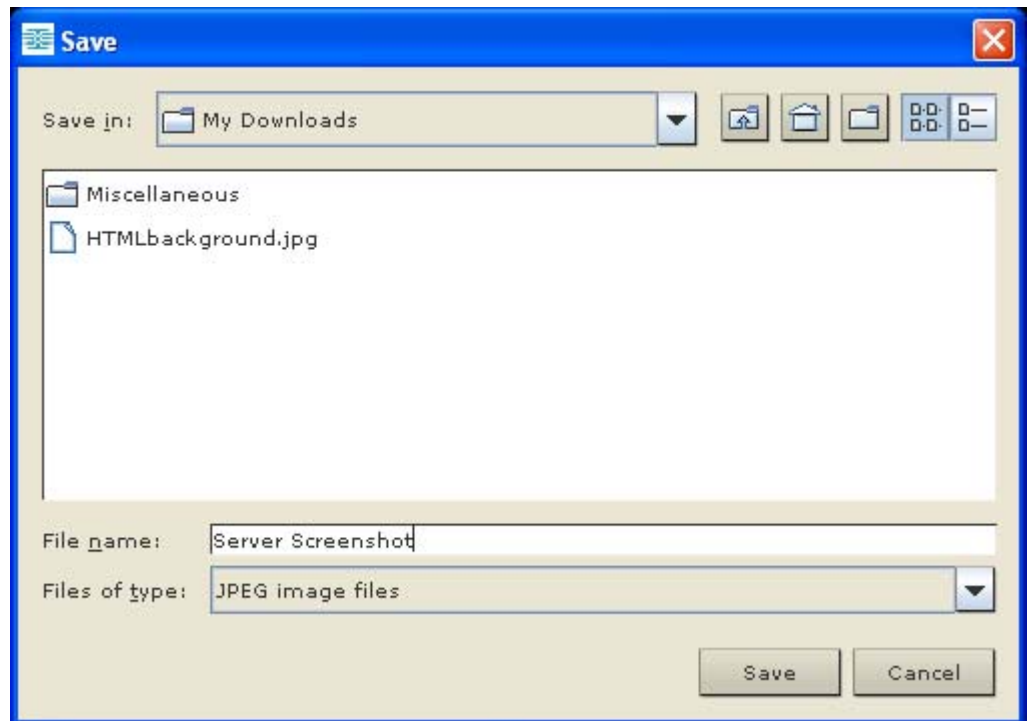 Save
Save in: My Downloads
Miscellaneous
HTMLbackground.jpg
File name: Server Screenshot
Files of type: JPEG image files
Save Cancel